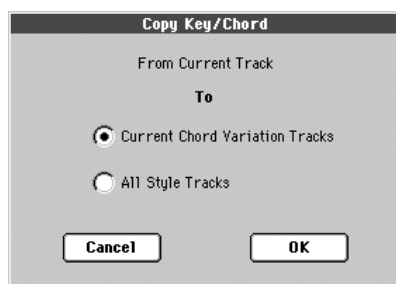 Copy Key/Chord
From Current Track
To
Current Chord Variation Tracks
All Style Tracks
Cancel OK